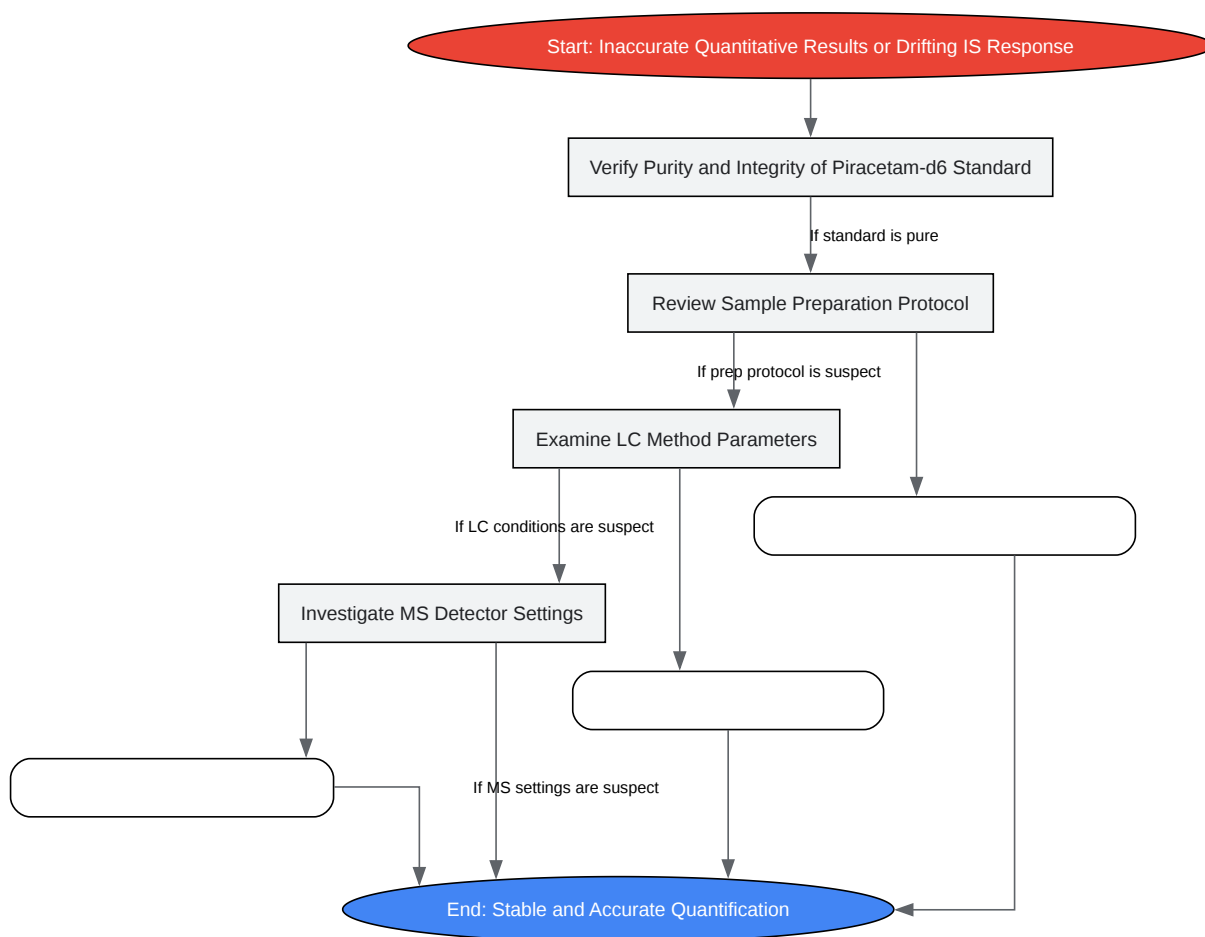 Start: Inaccurate Quantitative Results or Drifting IS Response
Verify Purity and Integrity of Piracetam-d6 Standard
If standard is pure
Review Sample Preparation Protocol
If prep protocol is suspect
Examine LC Method Parameters
If LC conditions are suspect
Investigate MS Detector Settings
If MS settings are suspect
End: Stable and Accurate Quantification